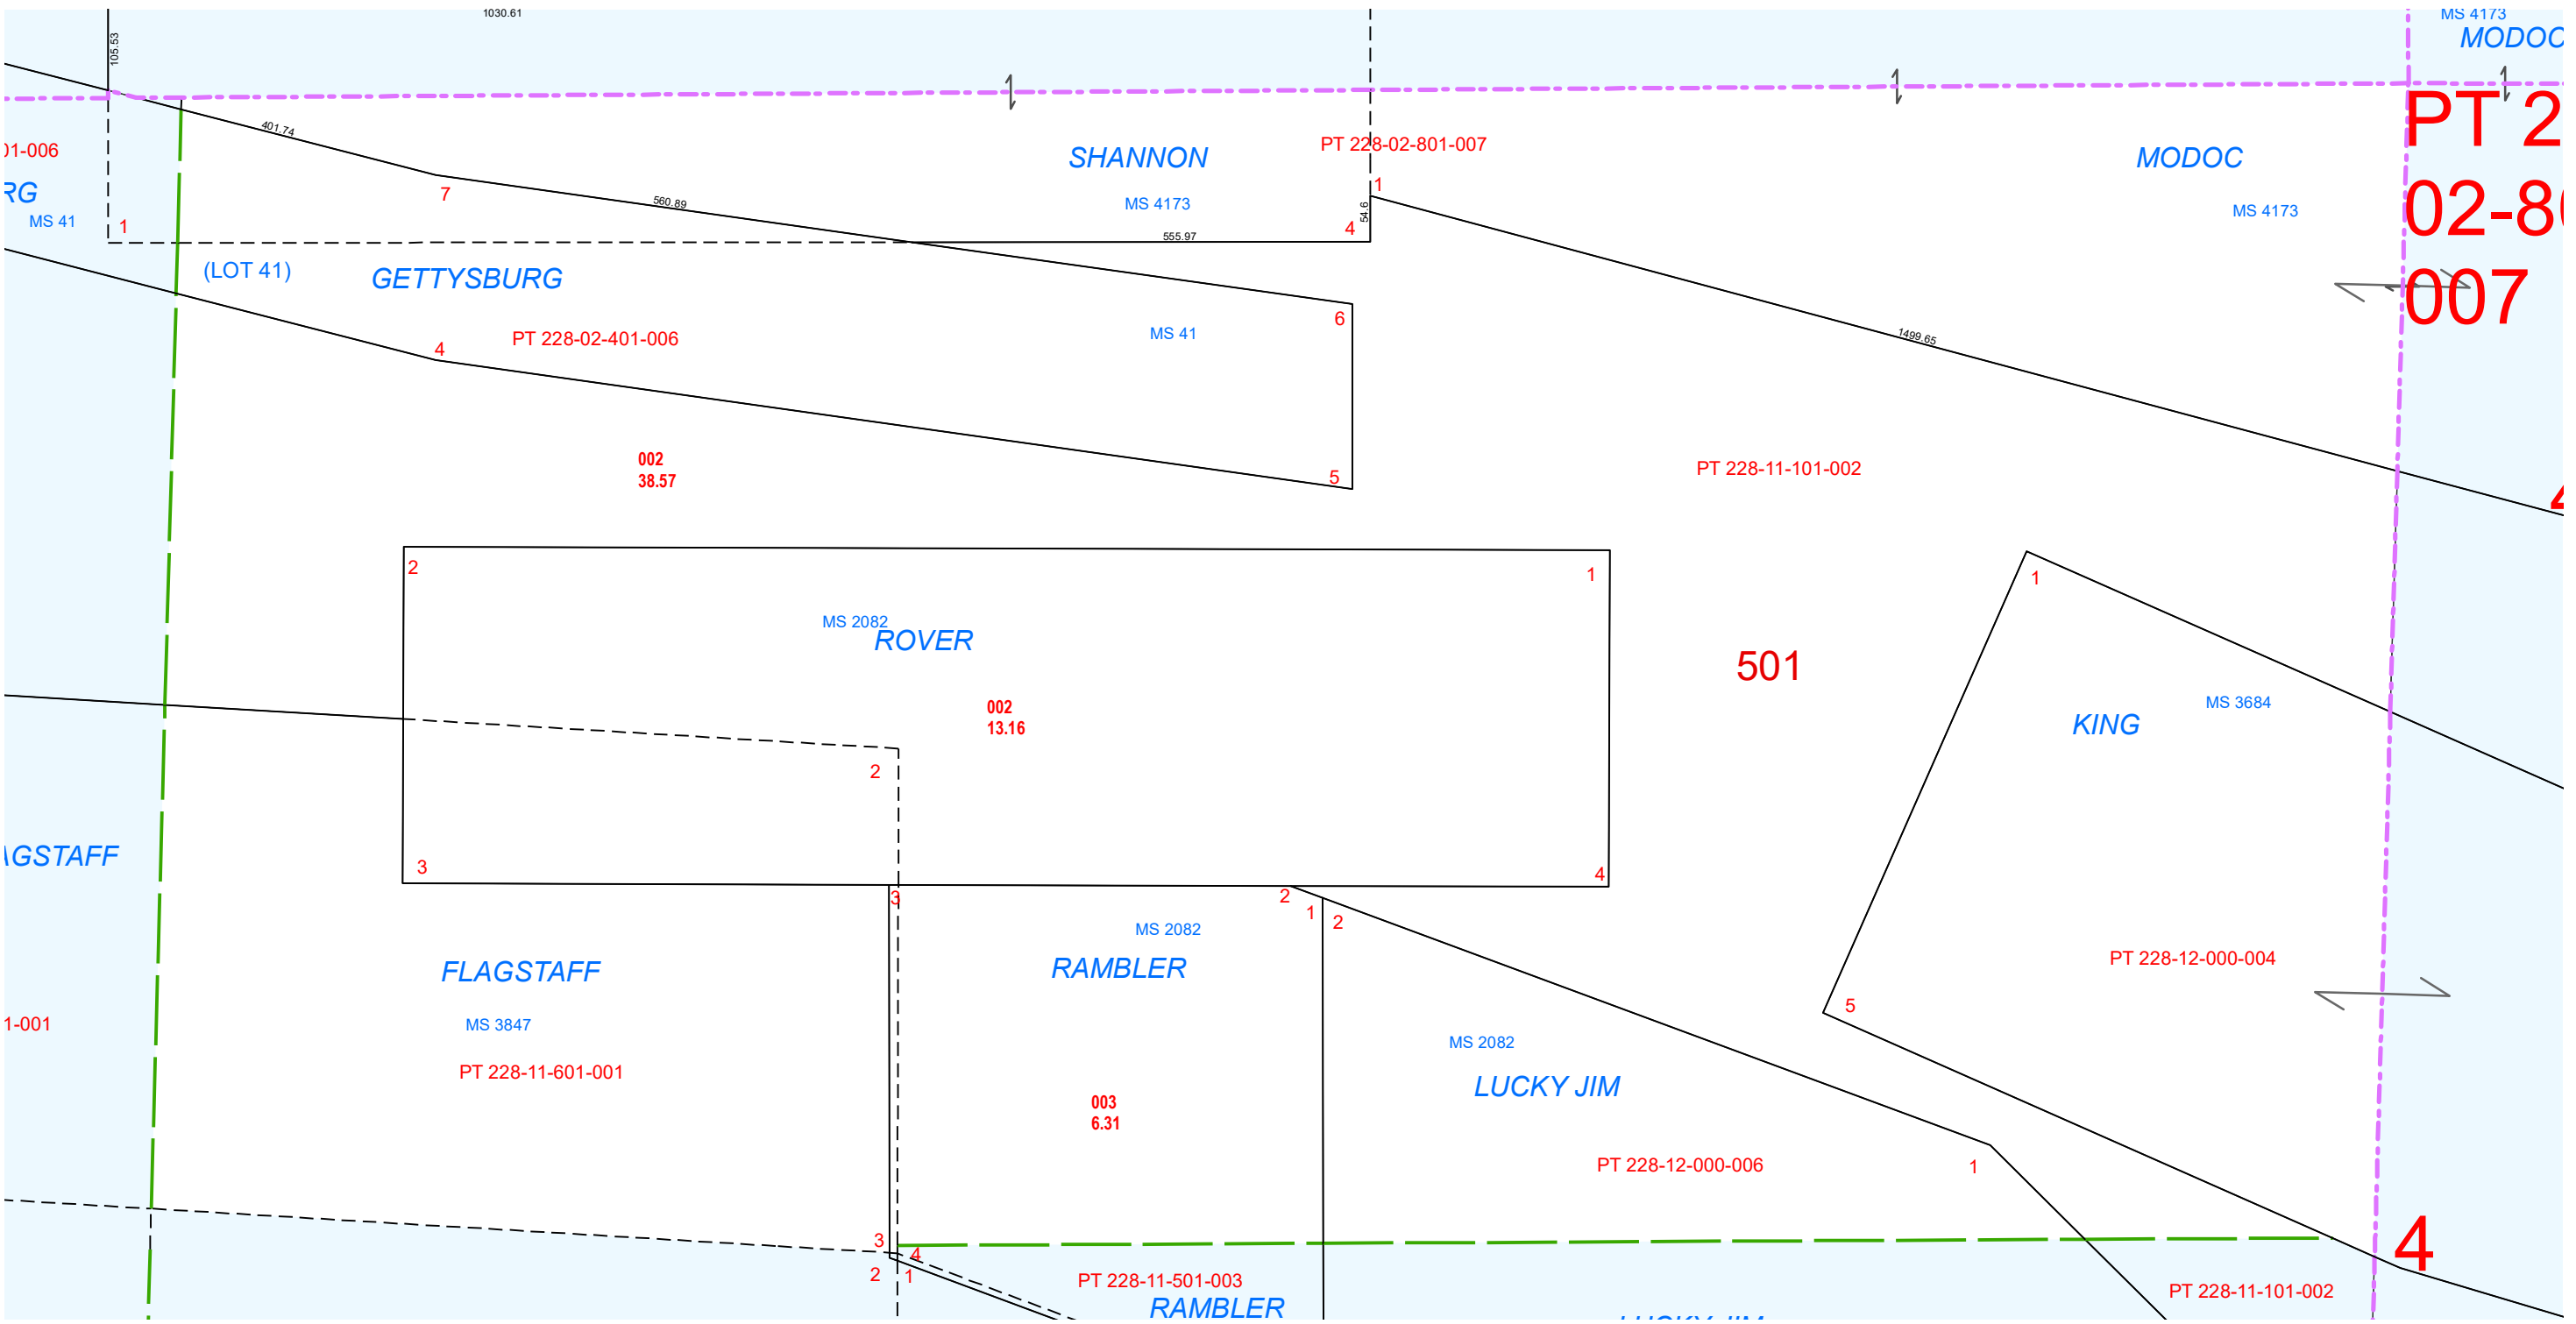 1030.61
MS 4173
MODOC
105.53
PT 2
02-80
007
401.74
01-006
RG
MS 41
1
7
560.89
SHANNON
MS 4173
PT 228-02-801-007
1
54.6
4
555.97
MODOC
MS 4173
(LOT 41)
GETTYSBURG
PT 228-02-401-006
MS 41
6
4
5
1499.65
002
38.57
PT 228-11-101-002
4
2
1
MS 2082
ROVER
002
13.16
501
1
MS 3684
KING
2
3
4
AGSTAFF
3
2
1
2
MS 2082
RAMBLER
FLAGSTAFF
MS 3847
PT 228-11-601-001
1-001
5
PT 228-12-000-004
MS 2082
LUCKY JIM
003
6.31
PT 228-12-000-006
1
3
4
2
1
4
PT 228-11-501-003
RAMBLER
PT 228-11-101-002
LUCKY JIM